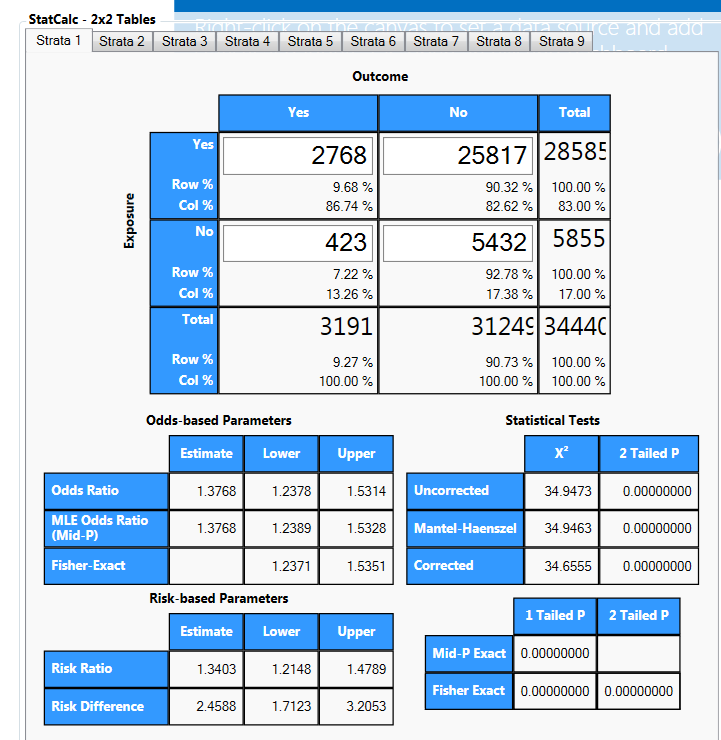 StatCalc - 2x2 Tables
Right-click on the canvas to set a data source and add
Strata 1 Strata 2 Strata 3 Strata 4 Strata 5 Strata 6 Strata 7 Strata 8 Strata 9
Outcome
Yes No Total
Exposure
Yes 2768 25817 28585
Row % 9.68 % 90.32 % 100.00 %
Col % 86.74 % 82.62 % 83.00 %
No 423 5432 5855
Row % 7.22 % 92.78 % 100.00 %
Col % 13.26 % 17.38 % 17.00 %
Total 3191 31249 34440
Row % 9.27 % 90.73 % 100.00 %
Col % 100.00 % 100.00 % 100.00 %
Odds-based Parameters
Estimate Lower Upper
Odds Ratio 1.3768 1.2378 1.5314
MLE Odds Ratio
(Mid-P) 1.3768 1.2389 1.5328
Fisher-Exact 1.2371 1.5351
Statistical Tests
X² 2 Tailed P
Uncorrected 34.9473 0.00000000
Mantel-Haenszel 34.9463 0.00000000
Corrected 34.6555 0.00000000
Risk-based Parameters
Estimate Lower Upper
Risk Ratio 1.3403 1.2148 1.4789
Risk Difference 2.4588 1.7123 3.2053
1 Tailed P 2 Tailed P
Mid-P Exact 0.00000000
Fisher Exact 0.00000000 0.00000000